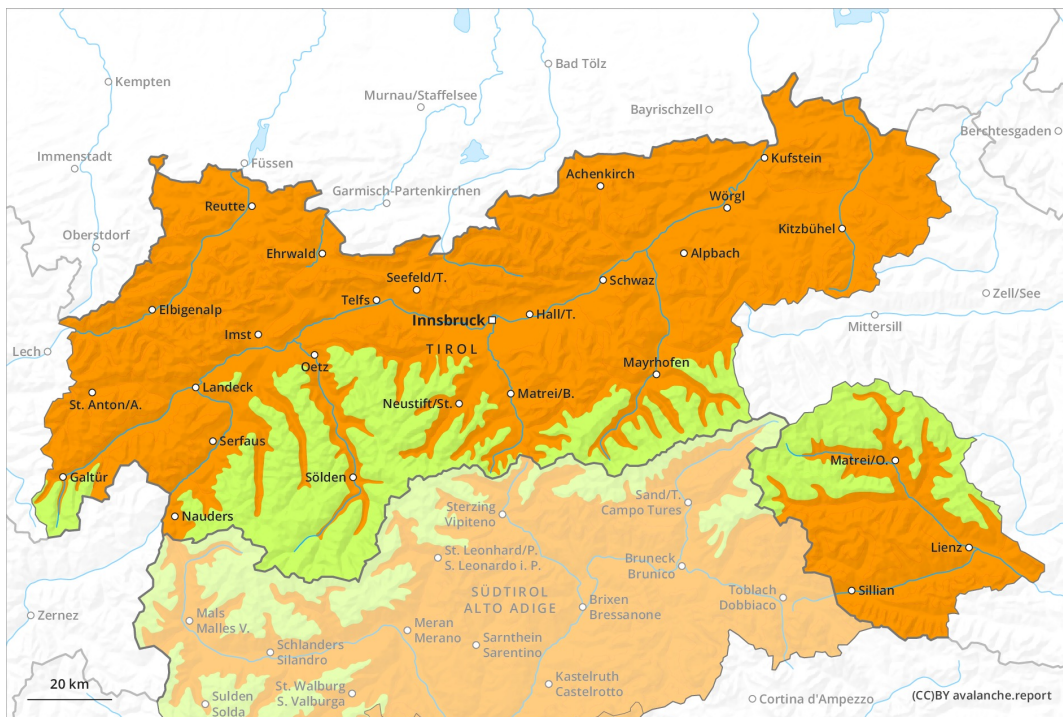 Kempten
Bad Tölz
Murnau/Staffelsee
Bayrischzell
Berchtesgaden
Immenstadt
Füssen
Kufstein
Achenkirch
Garmisch-Partenkirchen
Reutte
Wörgl
Oberstdorf
Kitzbühel
Ehrwald
Alpbach
Seefeld/T.
Schwaz
Telfs
Zell/See
Elbigenalp
Innsbruck
Hall/T.
Mittersill
Imst
TIROL
Lech
Oetz
Mayrhofen
Landeck
St. Anton/A.
Neustift/St.
Matrei/B.
Serfaus
Matrei/O.
Galtür
Sölden
Sand/T.
Campo Tures
Sterzing
Vipiteno
Nauders
Lienz
St. Leonhard/P.
S. Leonardo i. P.
Bruneck
Brunico
Sillian
SÜDTIROL
ALTO ADIGE
Toblach
Dobbiaco
Zernez
Mals
Malles V.
Brixen
Bressanone
Meran
Merano
Sarnthein
Sarentino
Schlanders
Silandro
Kastelruth
Castelrotto
20 km
St. Walburg
S. Valburga
Sulden
Solda
Cortina d'Ampezzo
(CC)BY avalanche.report